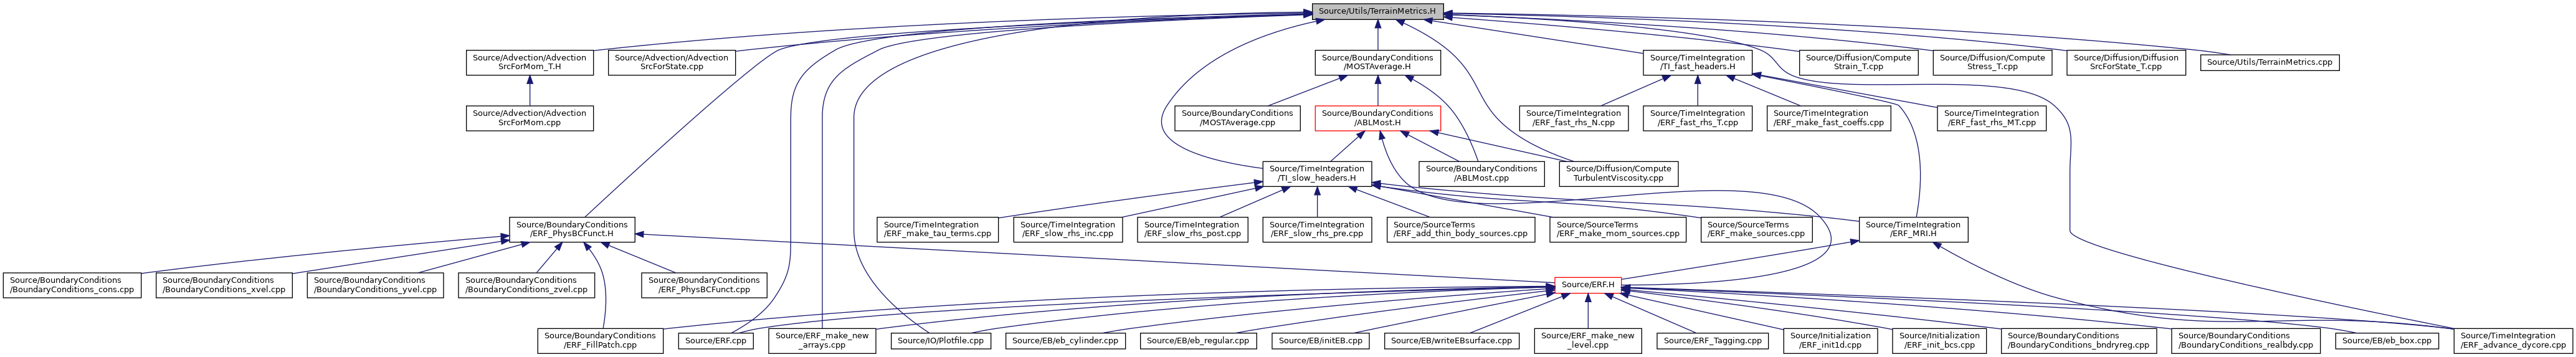 Source/Utils/TerrainMetrics.H
Source/Advection/Advection
SrcForMom_T.H
Source/Advection/Advection
SrcForState.cpp
Source/BoundaryConditions
/MOSTAverage.H
Source/TimeIntegration
/TI_fast_headers.H
Source/Diffusion/Compute
Strain_T.cpp
Source/Diffusion/Compute
Stress_T.cpp
Source/Diffusion/Diffusion
SrcForState_T.cpp
Source/Utils/TerrainMetrics.cpp
Source/Advection/Advection
SrcForMom.cpp
Source/BoundaryConditions
/MOSTAverage.cpp
Source/BoundaryConditions
/ABLMost.H
Source/TimeIntegration
/ERF_fast_rhs_N.cpp
Source/TimeIntegration
/ERF_fast_rhs_T.cpp
Source/TimeIntegration
/ERF_make_fast_coeffs.cpp
Source/TimeIntegration
/ERF_fast_rhs_MT.cpp
Source/TimeIntegration
/TI_slow_headers.H
Source/BoundaryConditions
/ABLMost.cpp
Source/Diffusion/Compute
TurbulentViscosity.cpp
Source/BoundaryConditions
/ERF_PhysBCFunct.H
Source/TimeIntegration
/ERF_make_tau_terms.cpp
Source/TimeIntegration
/ERF_slow_rhs_inc.cpp
Source/TimeIntegration
/ERF_slow_rhs_post.cpp
Source/TimeIntegration
/ERF_slow_rhs_pre.cpp
Source/SourceTerms
/ERF_add_thin_body_sources.cpp
Source/SourceTerms
/ERF_make_mom_sources.cpp
Source/SourceTerms
/ERF_make_sources.cpp
Source/TimeIntegration
/ERF_MRI.H
Source/BoundaryConditions
/BoundaryConditions_cons.cpp
Source/BoundaryConditions
/BoundaryConditions_xvel.cpp
Source/BoundaryConditions
/BoundaryConditions_yvel.cpp
Source/BoundaryConditions
/BoundaryConditions_zvel.cpp
Source/BoundaryConditions
/ERF_PhysBCFunct.cpp
Source/ERF.H
Source/BoundaryConditions
/ERF_FillPatch.cpp
Source/ERF.cpp
Source/ERF_make_new
_arrays.cpp
Source/IO/Plotfile.cpp
Source/EB/eb_cylinder.cpp
Source/EB/eb_regular.cpp
Source/EB/initEB.cpp
Source/EB/writeEBsurface.cpp
Source/ERF_make_new
_level.cpp
Source/ERF_Tagging.cpp
Source/Initialization
/ERF_init1d.cpp
Source/Initialization
/ERF_init_bcs.cpp
Source/BoundaryConditions
/BoundaryConditions_bndryreg.cpp
Source/BoundaryConditions
/BoundaryConditions_realbdy.cpp
Source/EB/eb_box.cpp
Source/TimeIntegration
/ERF_advance_dycore.cpp